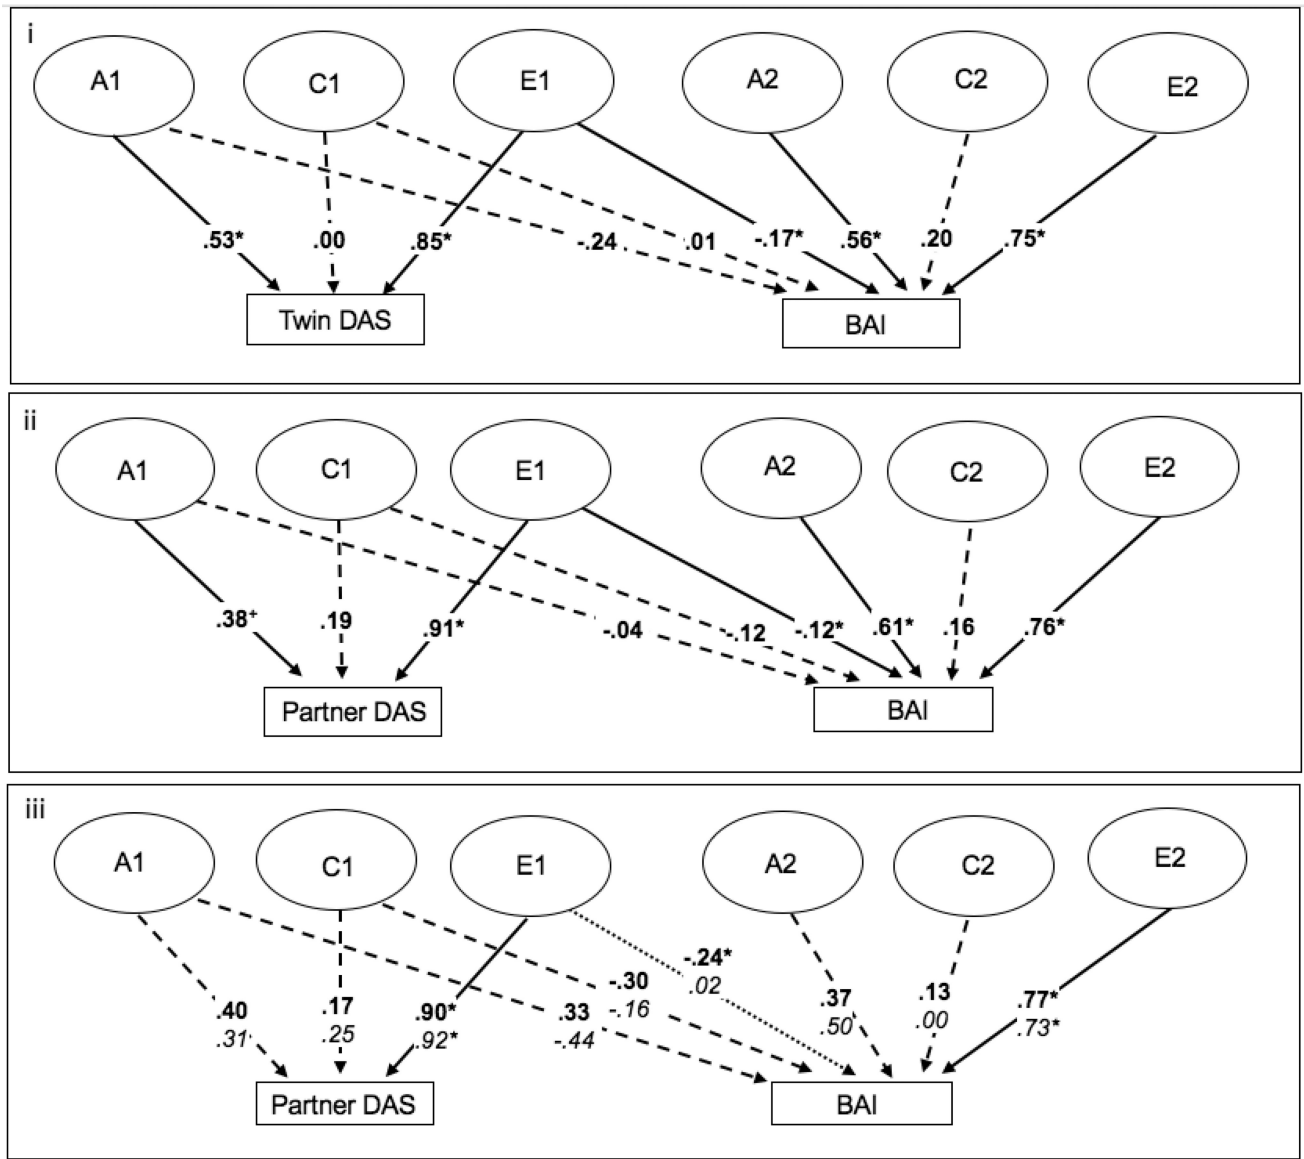 i
A1
C1
E1
A2
C2
E2
.53*
.00
.85*
-.24
.01
-.17*
.56*
.20
.75*
Twin DAS
BAI
ii
A1
C1
E1
A2
C2
E2
.38+
.19
.91*
-.04
-.12
-.12*
.61*
.16
.76*
Partner DAS
BAI
iii
A1
C1
E1
A2
C2
E2
.40
.31
.17
.25
.90*
.92*
.33
-.44
-.30
-.16
-.24*
.02
.37
.50
.13
.00
.77*
.73*
Partner DAS
BAI